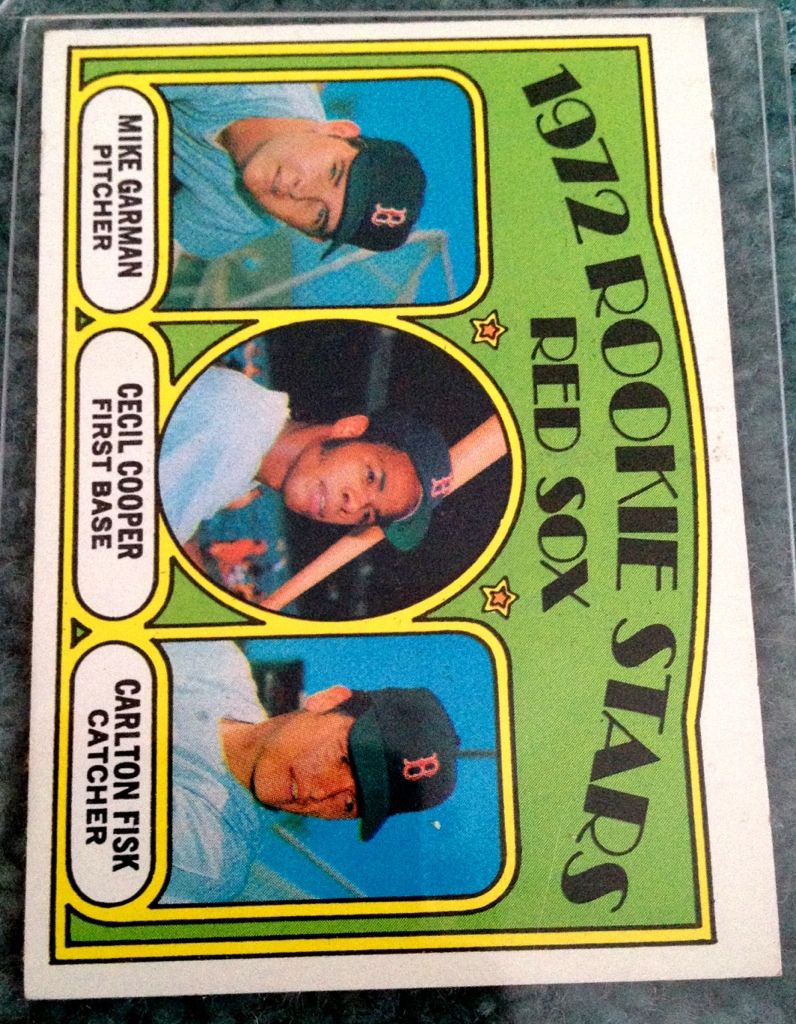 1972 ROOKIE STARS
RED SOX
B
B
B
MIKE GARMAN
PITCHER
CECIL COOPER
FIRST BASE
CARLTON FISK
CATCHER